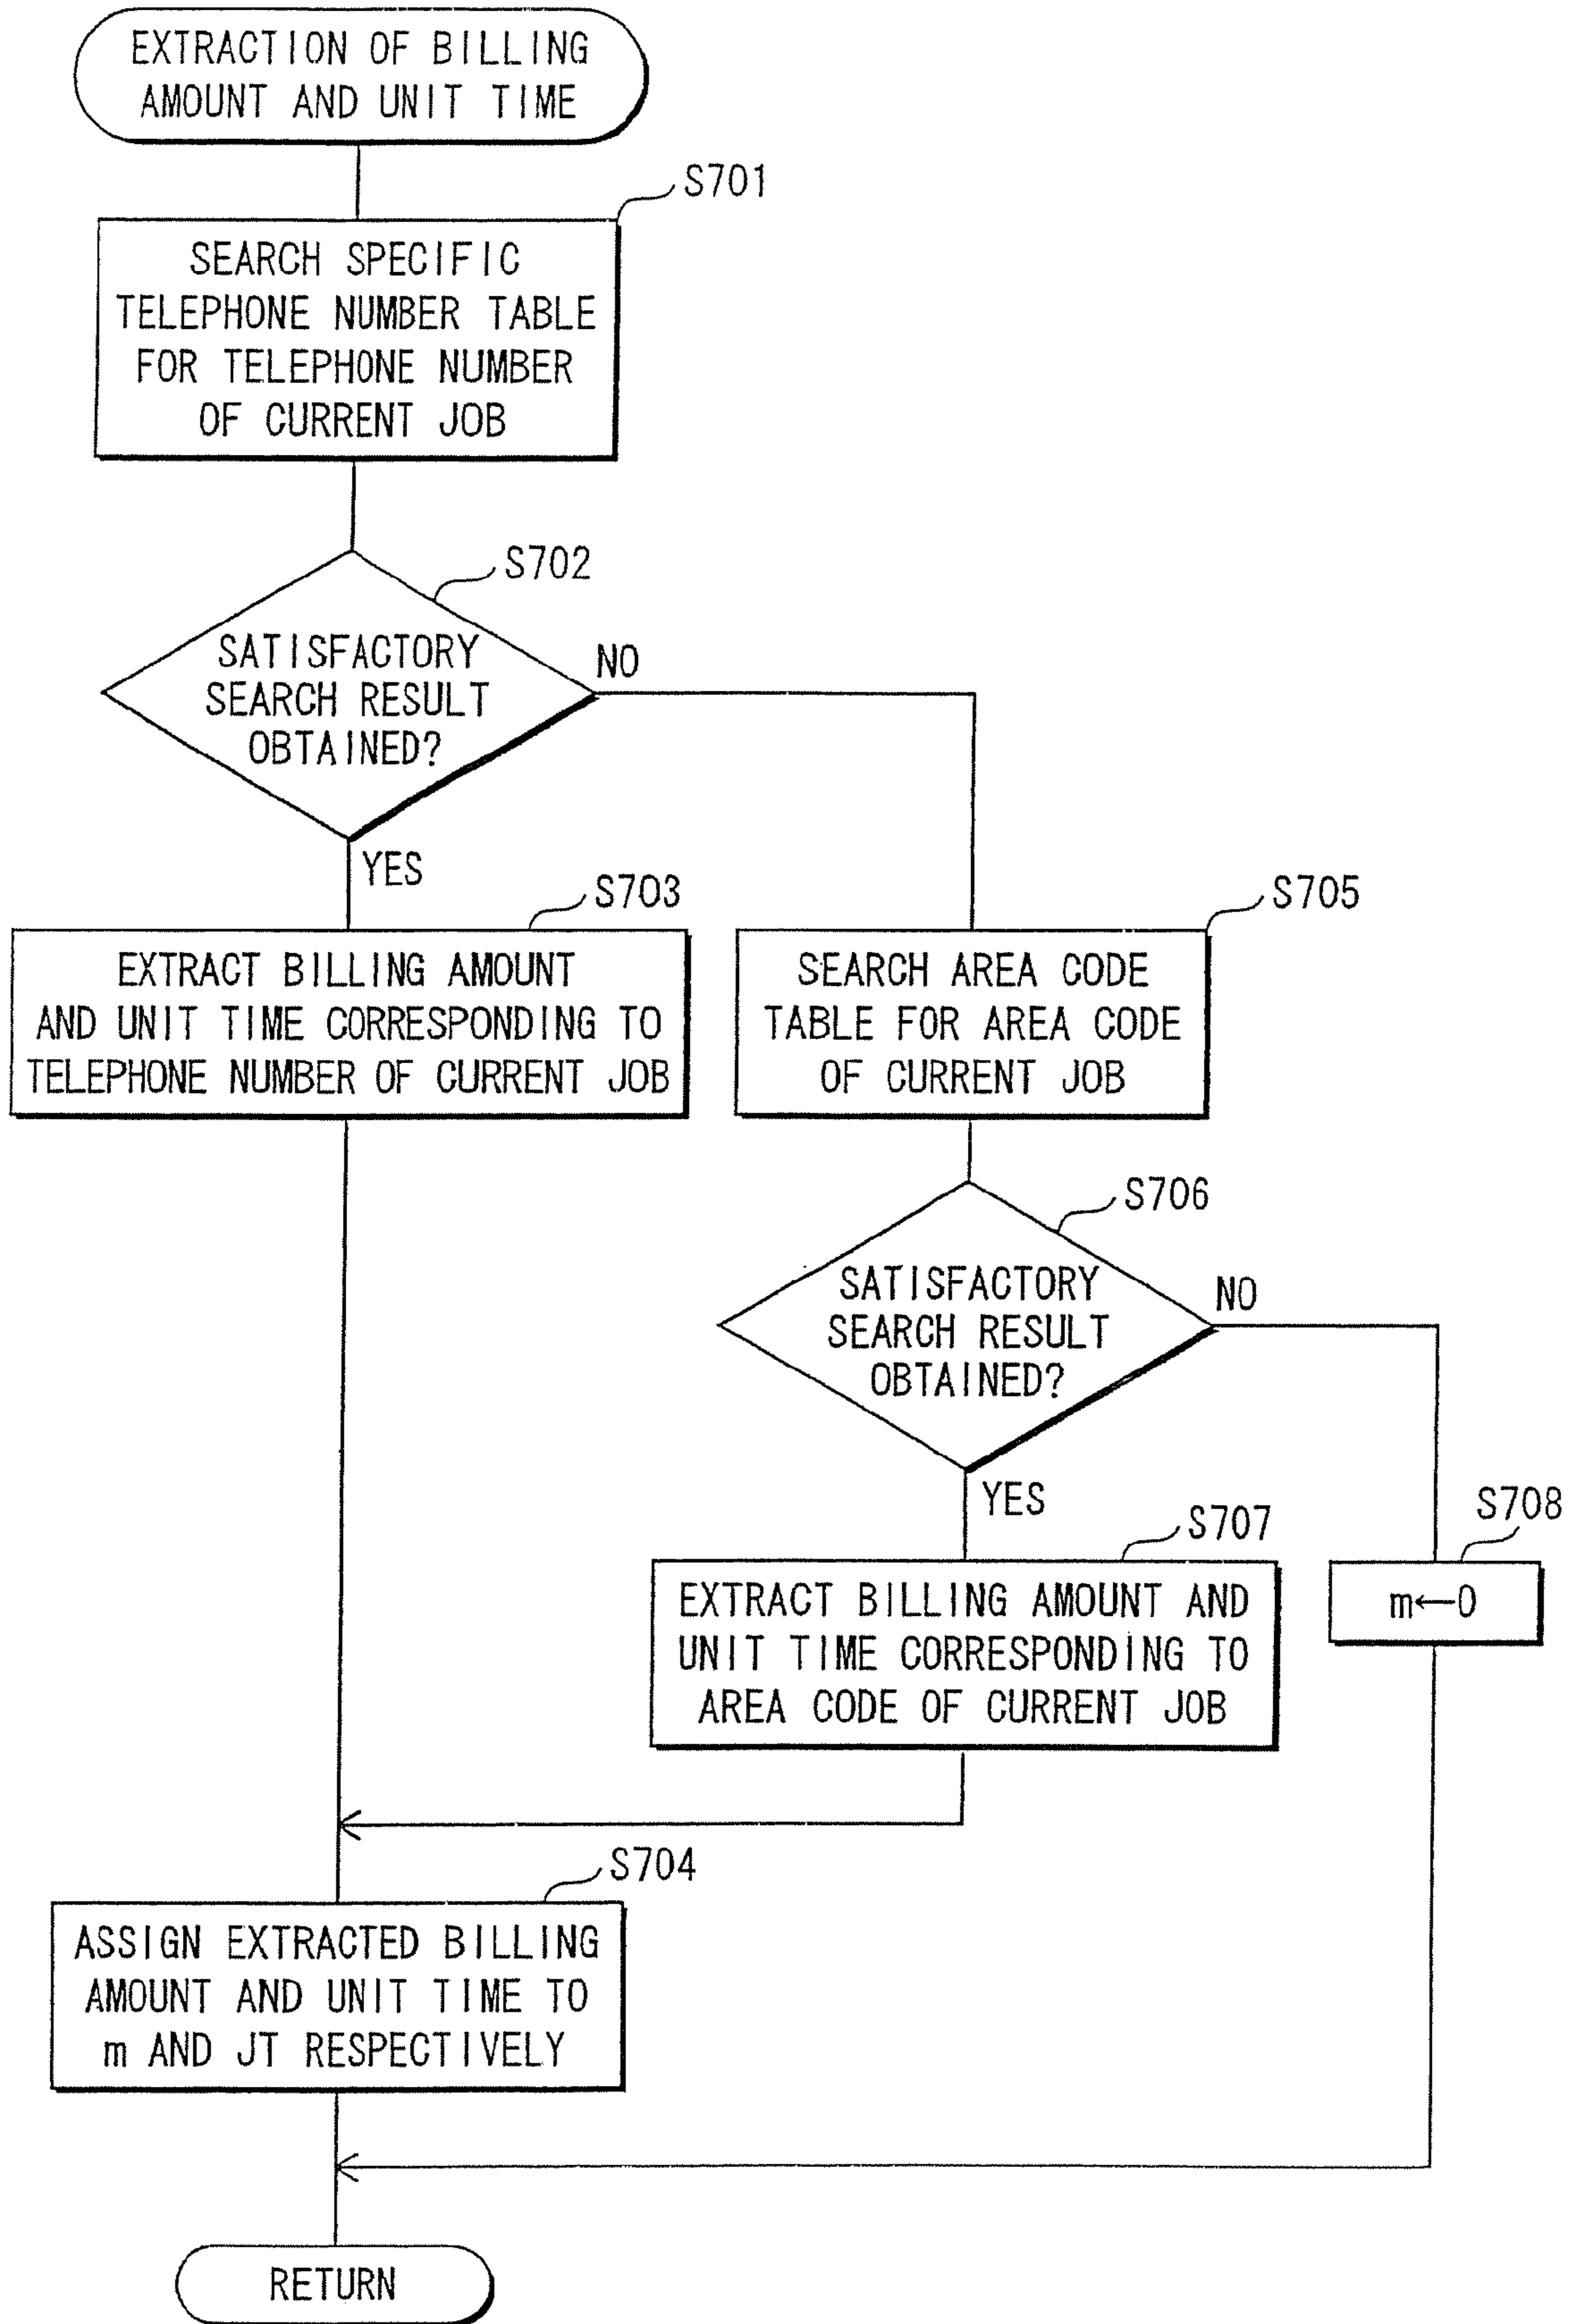 EXTRACTION OF BILLING
AMOUNT AND UNIT TIME
S701
SEARCH SPECIFIC
TELEPHONE NUMBER TABLE
FOR TELEPHONE NUMBER
OF CURRENT JOB
S702
SATISFACTORY
SEARCH RESULT
OBTAINED?
NO
YES
S703
EXTRACT BILLING AMOUNT
AND UNIT TIME CORRESPONDING TO
TELEPHONE NUMBER OF CURRENT JOB
S705
SEARCH AREA CODE
TABLE FOR AREA CODE
OF CURRENT JOB
S706
SATISFACTORY
SEARCH RESULT
OBTAINED?
NO
YES
S707
EXTRACT BILLING AMOUNT AND
UNIT TIME CORRESPONDING TO
AREA CODE OF CURRENT JOB
S708
m←0
S704
ASSIGN EXTRACTED BILLING
AMOUNT AND UNIT TIME TO
m AND JT RESPECTIVELY
RETURN